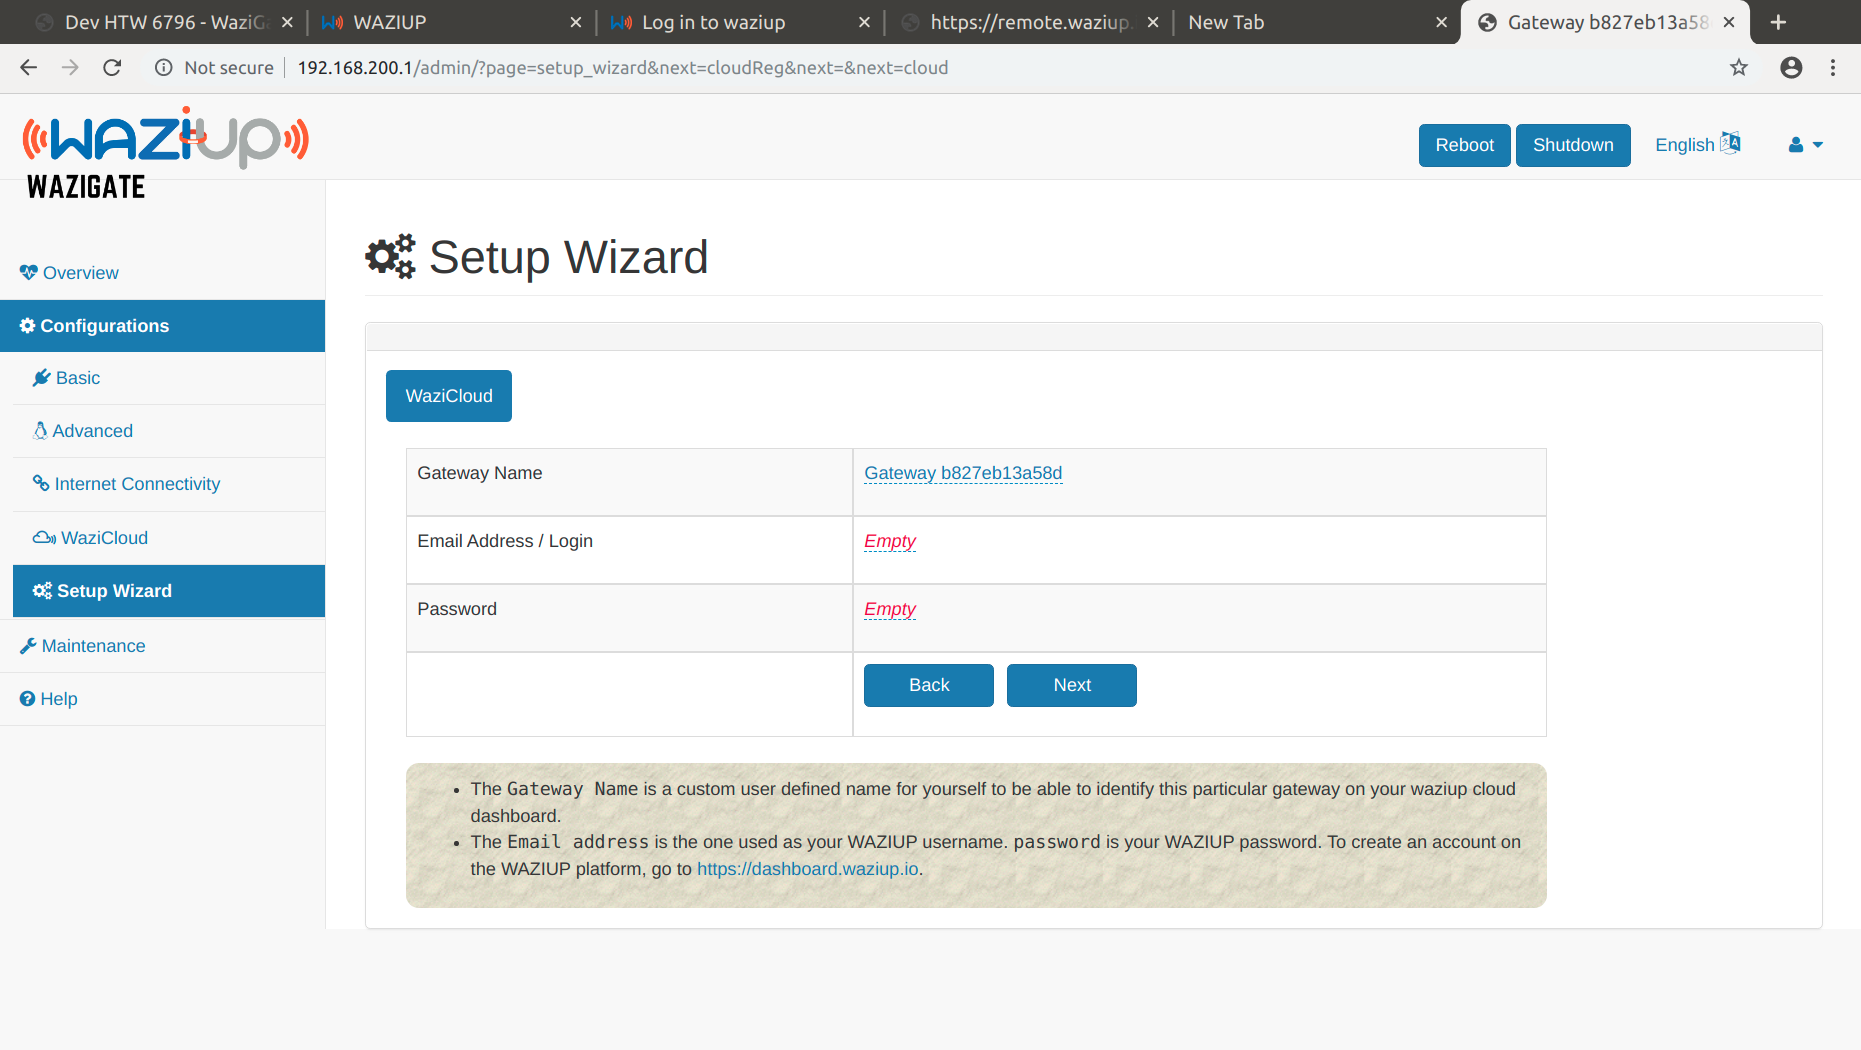 Dev HTW 6796 - WaziG
WAZIUP
Log in to waziup
https://remote.waziup.
New Tab
Gateway b827eb13a58
Not secure
192.168.200.1/admin/?page=setup_wizard&next=cloudReg&next=&next=cloud
WAZIUP
WAZIGATE
Reboot
Shutdown
English
Overview
Configurations
Basic
Advanced
Internet Connectivity
WaziCloud
Setup Wizard
Maintenance
Help
Setup Wizard
WaziCloud
Gateway Name
Gateway b827eb13a58d
Email Address / Login
Empty
Password
Empty
Back
Next
• The Gateway Name is a custom user defined name for yourself to be able to identify this particular gateway on your waziup cloud
dashboard.
• The Email address is the one used as your WAZIUP username. password is your WAZIUP password. To create an account on
the WAZIUP platform, go to https://dashboard.waziup.io.